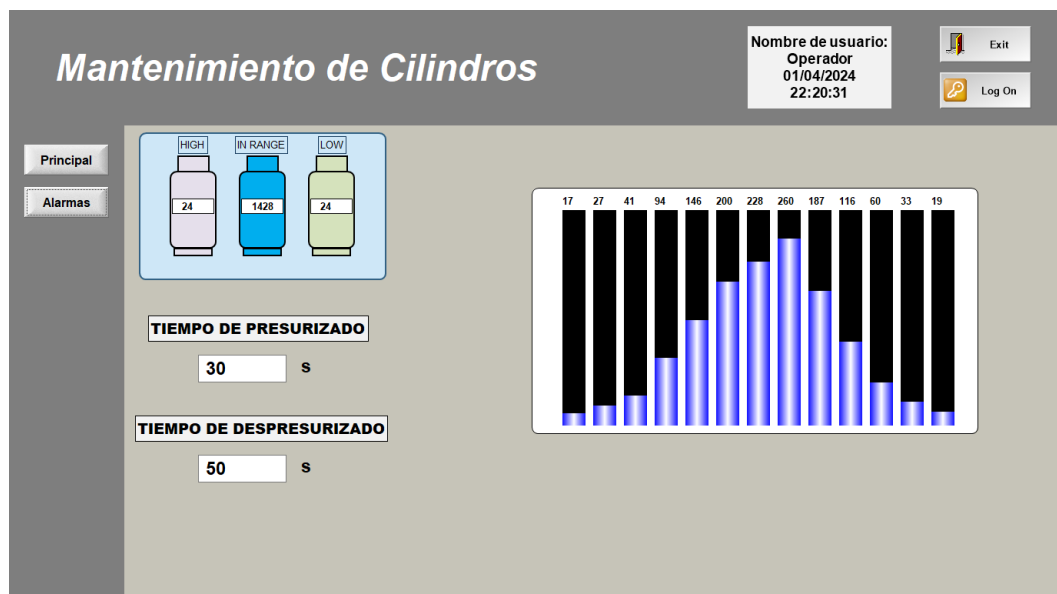 Mantenimiento de Cilindros
Nombre de usuario:
Operador
01/04/2024
22:20:31
Exit
Log On
Principal
Alarmas
HIGH IN RANGE LOW
24 1428 24
TIEMPO DE PRESURIZADO
30 S
TIEMPO DE DESPRESURIZADO
50 S
17 27 41 94 146 200 228 260 187 116 60 33 19